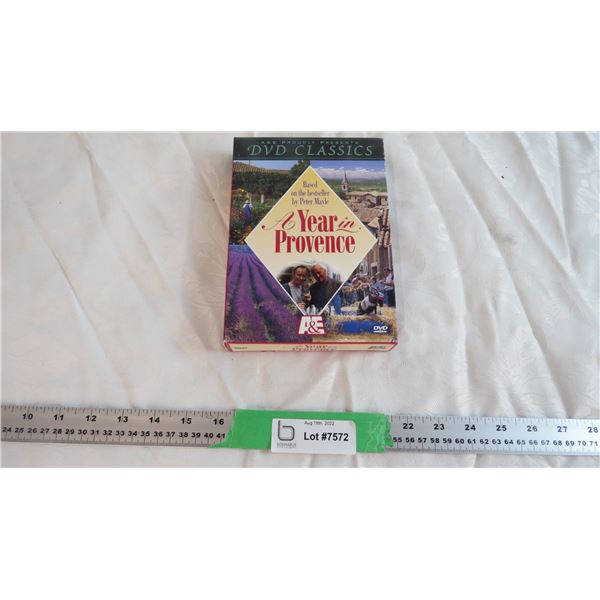 A&E PROUDLY PRESENTS
DVD CLASSICS
Based
on the bestseller
by Peter Mayle
A Year in
Provence
A&E
DVD
A Year in
Provence
10 11 12 13 14 15 16
24 25 26 27 28 29 30 31 32 33 34 35 36 37 38 39 40 41
Aug 18th, 2022
b
Lot #7572
22 23 24 25 26 27 28
55 56 57 58 59 60 61 62 63 64 65 66 67 68 69 70 71